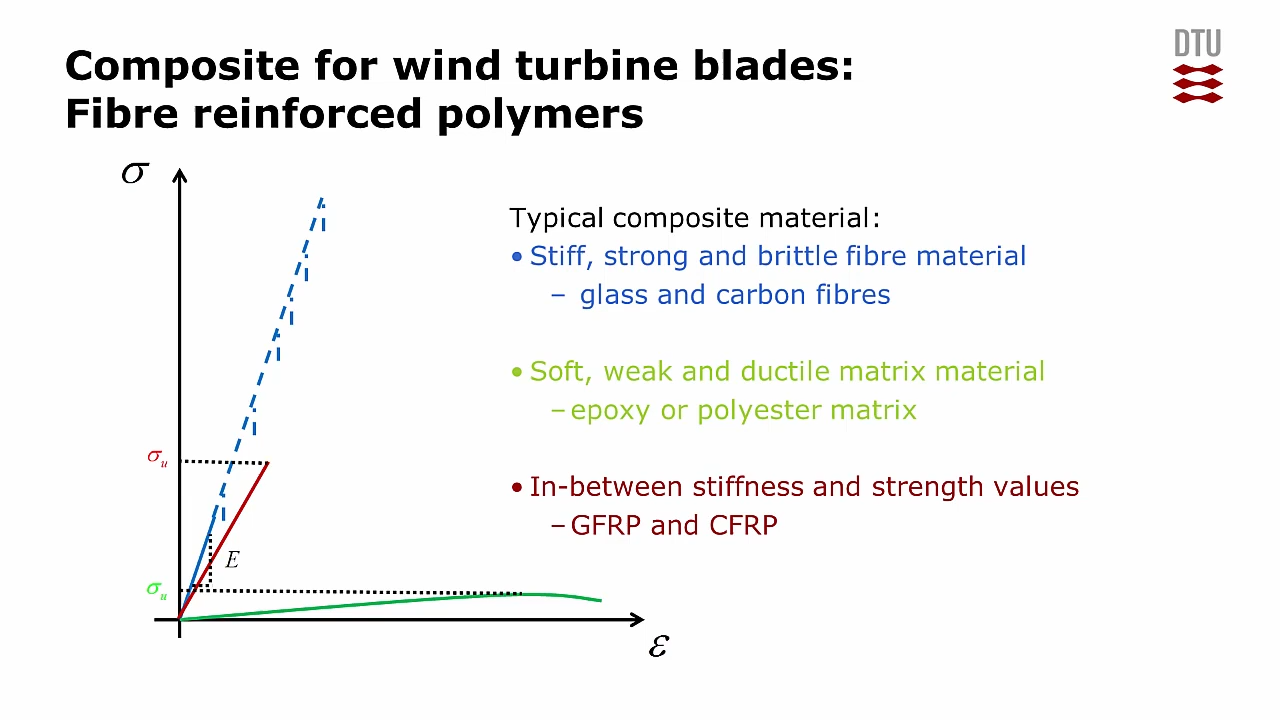 Composite for wind turbine blades:
Fibre reinforced polymers
DTU
σ
Typical composite material:
• Stiff, strong and brittle fibre material
– glass and carbon fibres
• Soft, weak and ductile matrix material
– epoxy or polyester matrix
σu
• In-between stiffness and strength values
– GFRP and CFRP
E
σu
ε